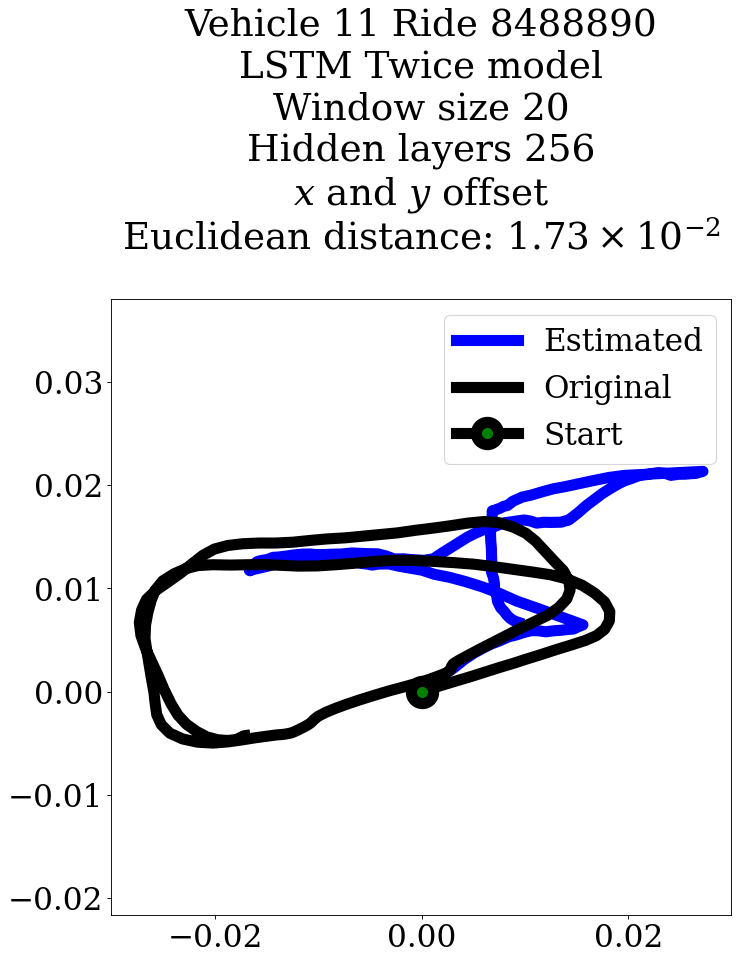 Vehicle 11 Ride 8488890
LSTM Twice model
Window size 20
Hidden layers 256
x and y offset
Euclidean distance: 1.73 × 10⁻²
Estimated
Original
Start
0.03
0.02
0.01
0.00
−0.01
−0.02
−0.02 0.00 0.02